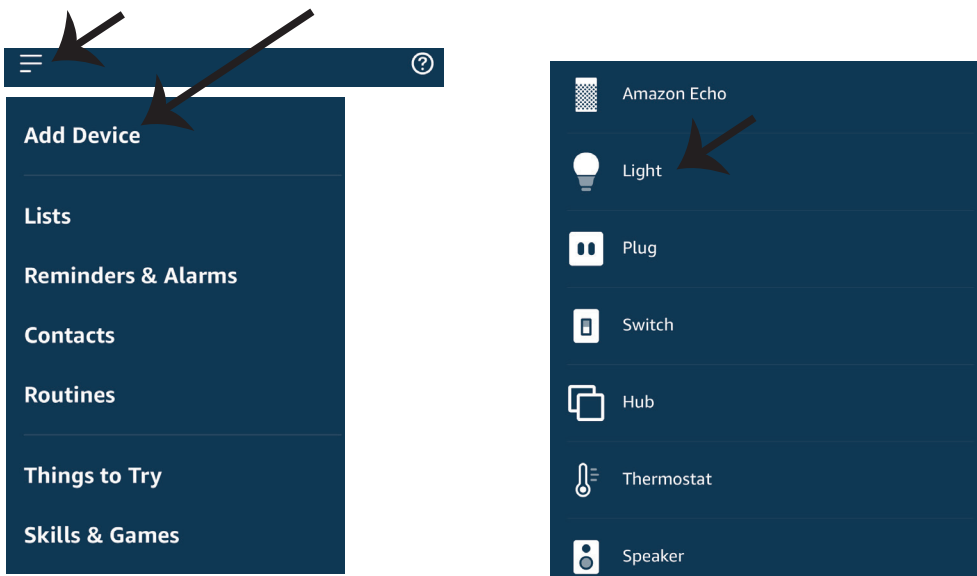 ?
Add Device
Lists
Reminders & Alarms
Contacts
Routines
Things to Try
Skills & Games
Amazon Echo
Light
Plug
Switch
Hub
Thermostat
Speaker